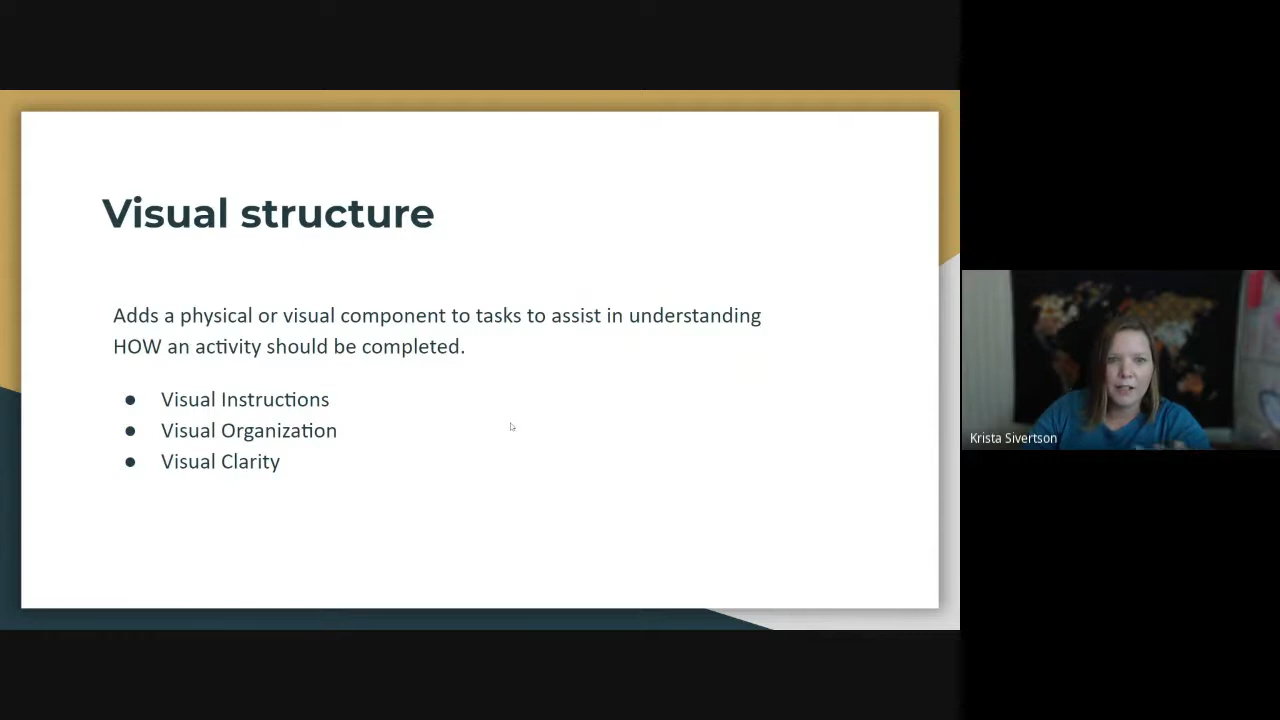 Visual structure
Adds a physical or visual component to tasks to assist in understanding
HOW an activity should be completed.
● Visual Instructions
● Visual Organization
● Visual Clarity
Krista Sivertson